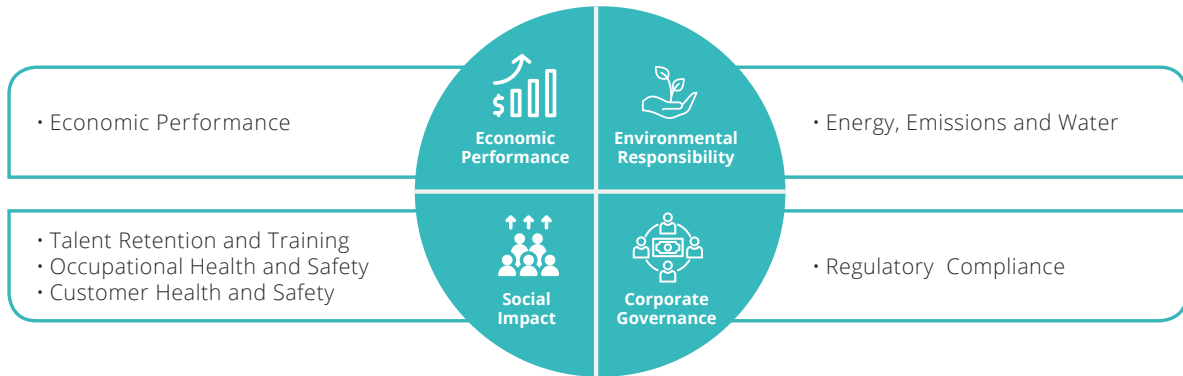 • Economic Performance
Economic
Performance
Environmental
Responsibility
• Energy, Emissions and Water
• Talent Retention and Training
• Occupational Health and Safety
• Customer Health and Safety
Social
Impact
Corporate
Governance
• Regulatory Compliance
$